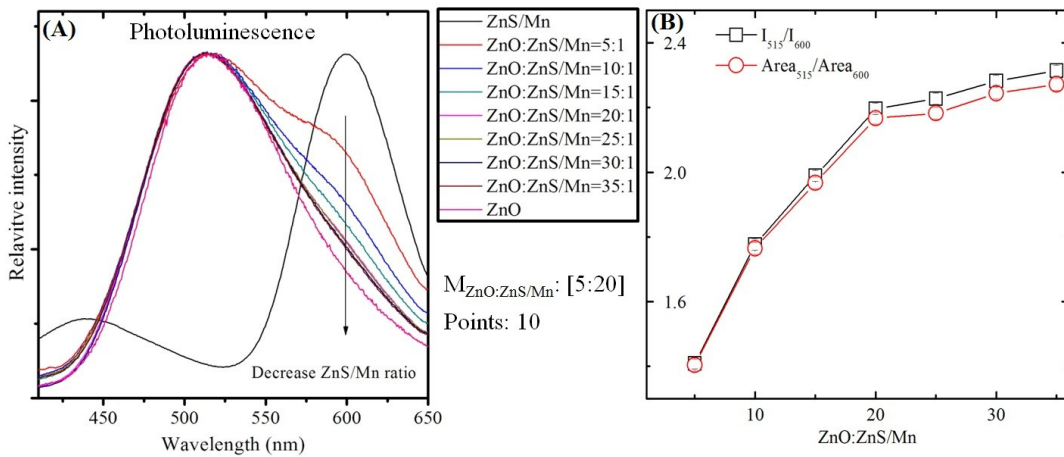 (A)
Photoluminescence
Relavitve intensity
Decrease ZnS/Mn ratio
450 500 550 600 650
Wavelength (nm)
ZnS/Mn
ZnO:ZnS/Mn=5:1
ZnO:ZnS/Mn=10:1
ZnO:ZnS/Mn=15:1
ZnO:ZnS/Mn=20:1
ZnO:ZnS/Mn=25:1
ZnO:ZnS/Mn=30:1
ZnO:ZnS/Mn=35:1
ZnO
MZnO:ZnS/Mn: [5:20]
Points: 10
(B)
I515/I600
Area515/Area600
2.4
2.0
1.6
10 20 30
ZnO:ZnS/Mn